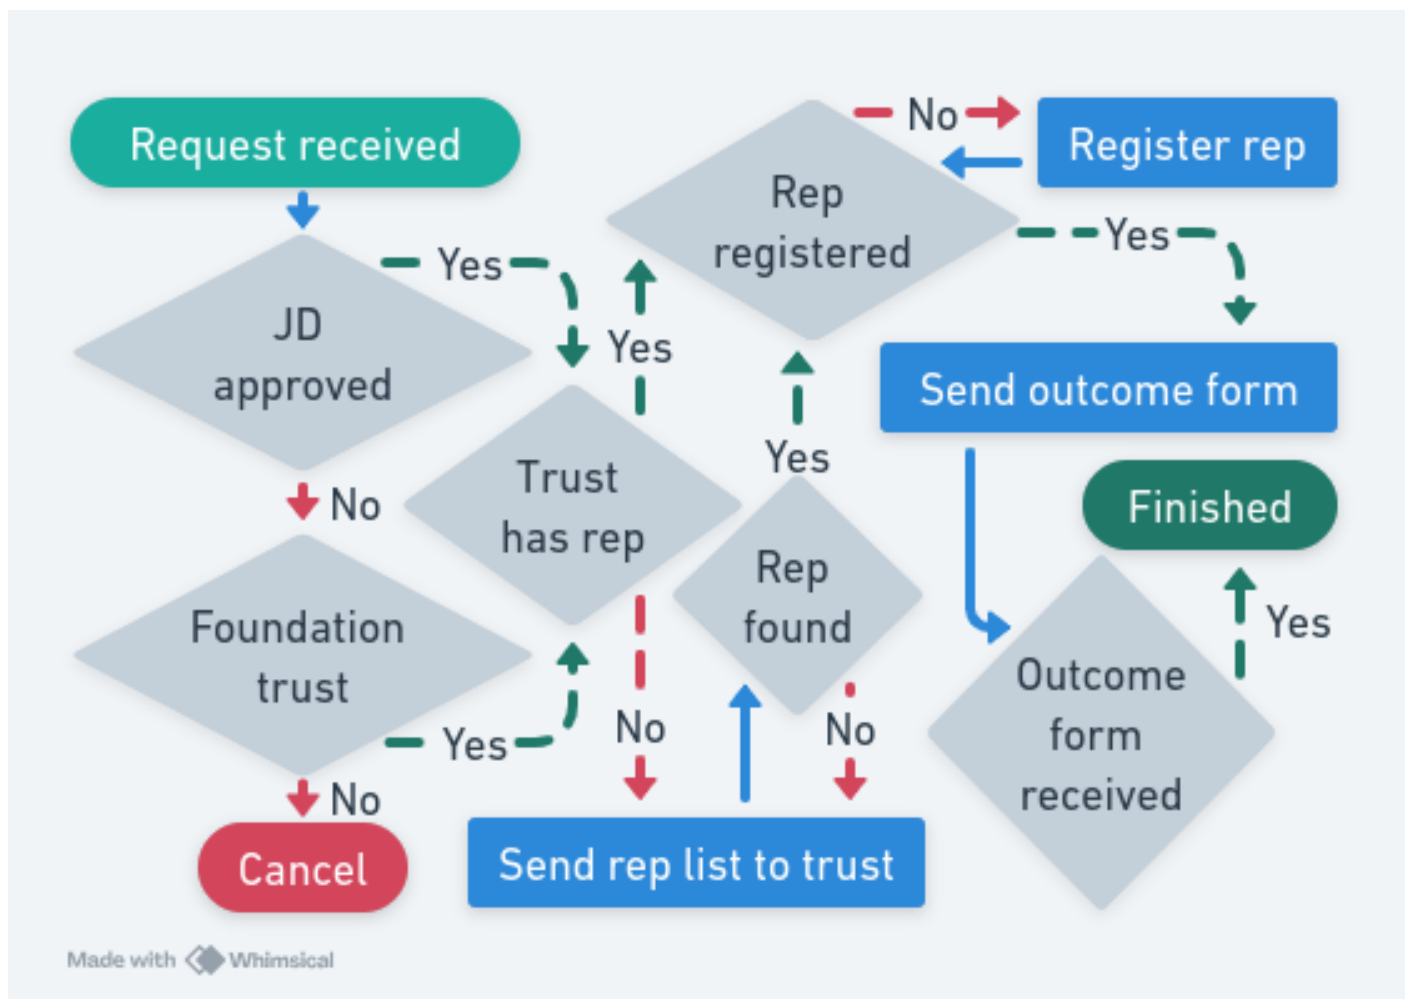 Request received
JD
approved
Yes
No
Foundation
trust
Yes
No
Cancel
Trust
has rep
Yes
No
Send rep list to trust
Rep
found
Yes
No
Rep
registered
No
Register rep
Yes
Send outcome form
Outcome
form
received
Yes
Finished
Made with Whimsical